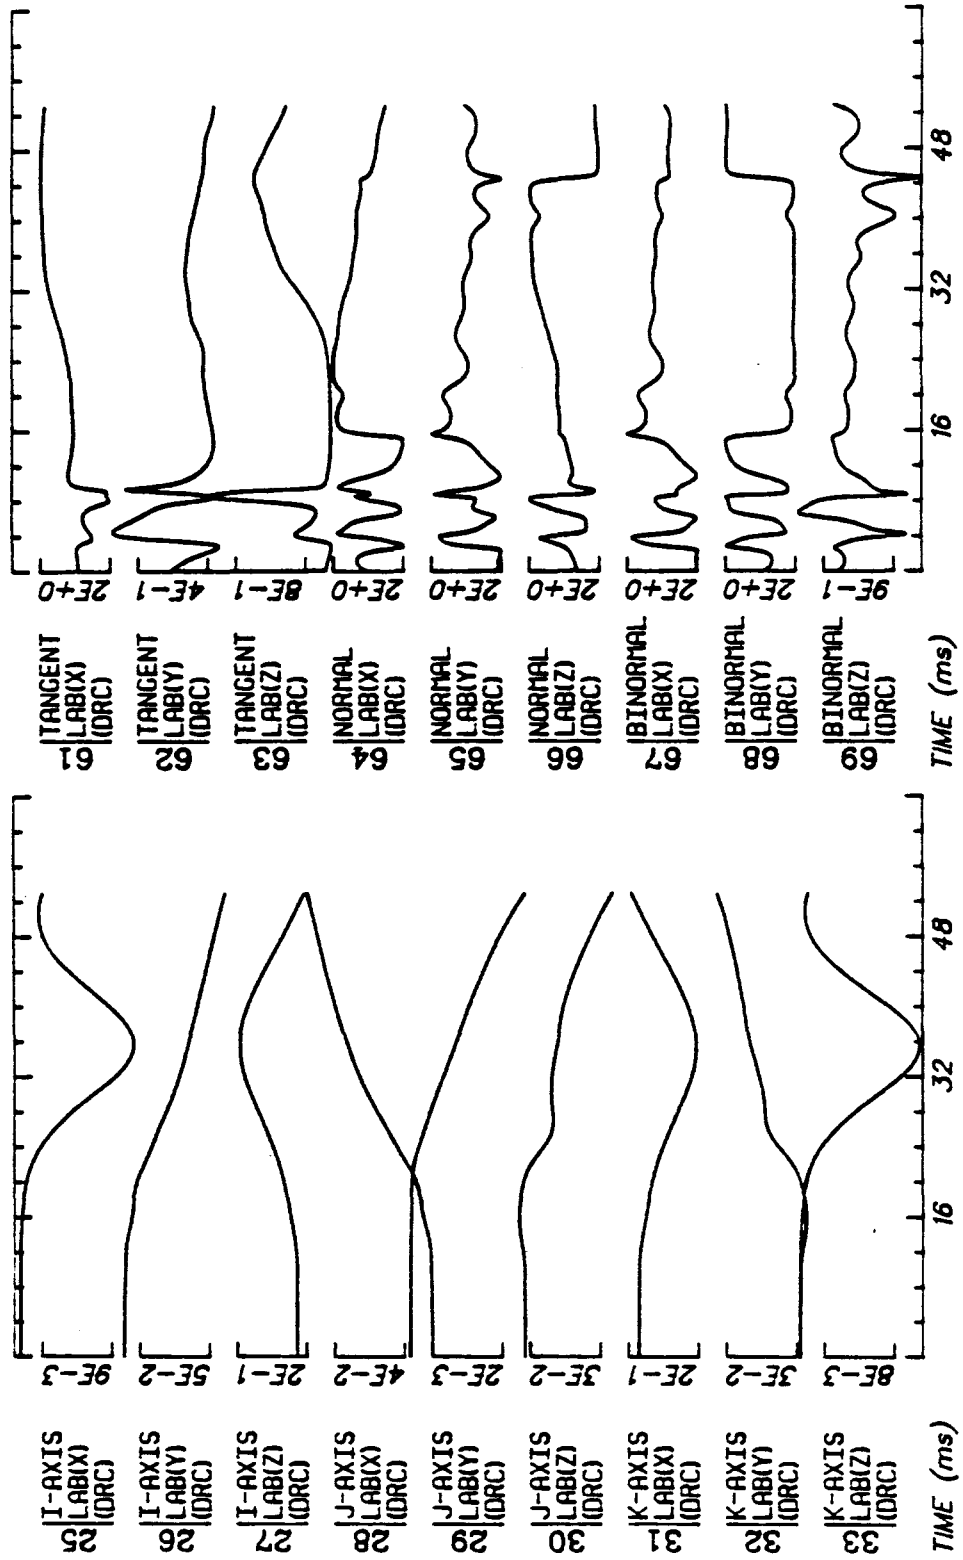 25 I-AXIS
LAB(X)
(DRC)
9E-3
26 I-AXIS
LAB(Y)
(DRC)
5E-2
27 I-AXIS
LAB(Z)
(DRC)
2E-1
28 J-AXIS
LAB(X)
(DRC)
4E-2
29 J-AXIS
LAB(Y)
(DRC)
2E-3
30 J-AXIS
LAB(Z)
(DRC)
3E-2
31 K-AXIS
LAB(X)
(DRC)
2E-1
32 K-AXIS
LAB(Y)
(DRC)
3E-2
33 K-AXIS
LAB(Z)
(DRC)
8E-3
TIME (ms)
16 32 48
61 TANGENT
LAB(X)
(DRC)
2E+0
62 TANGENT
LAB(Y)
(DRC)
4E-1
63 TANGENT
LAB(Z)
(DRC)
8E-1
64 NORMAL
LAB(X)
(DRC)
2E+0
65 NORMAL
LAB(Y)
(DRC)
2E+0
66 NORMAL
LAB(Z)
(DRC)
2E+0
67 BINORMAL
LAB(X)
(DRC)
2E+0
68 BINORMAL
LAB(Y)
(DRC)
2E+0
69 BINORMAL
LAB(Z)
(DRC)
9E-1
TIME (ms)
16 32 48